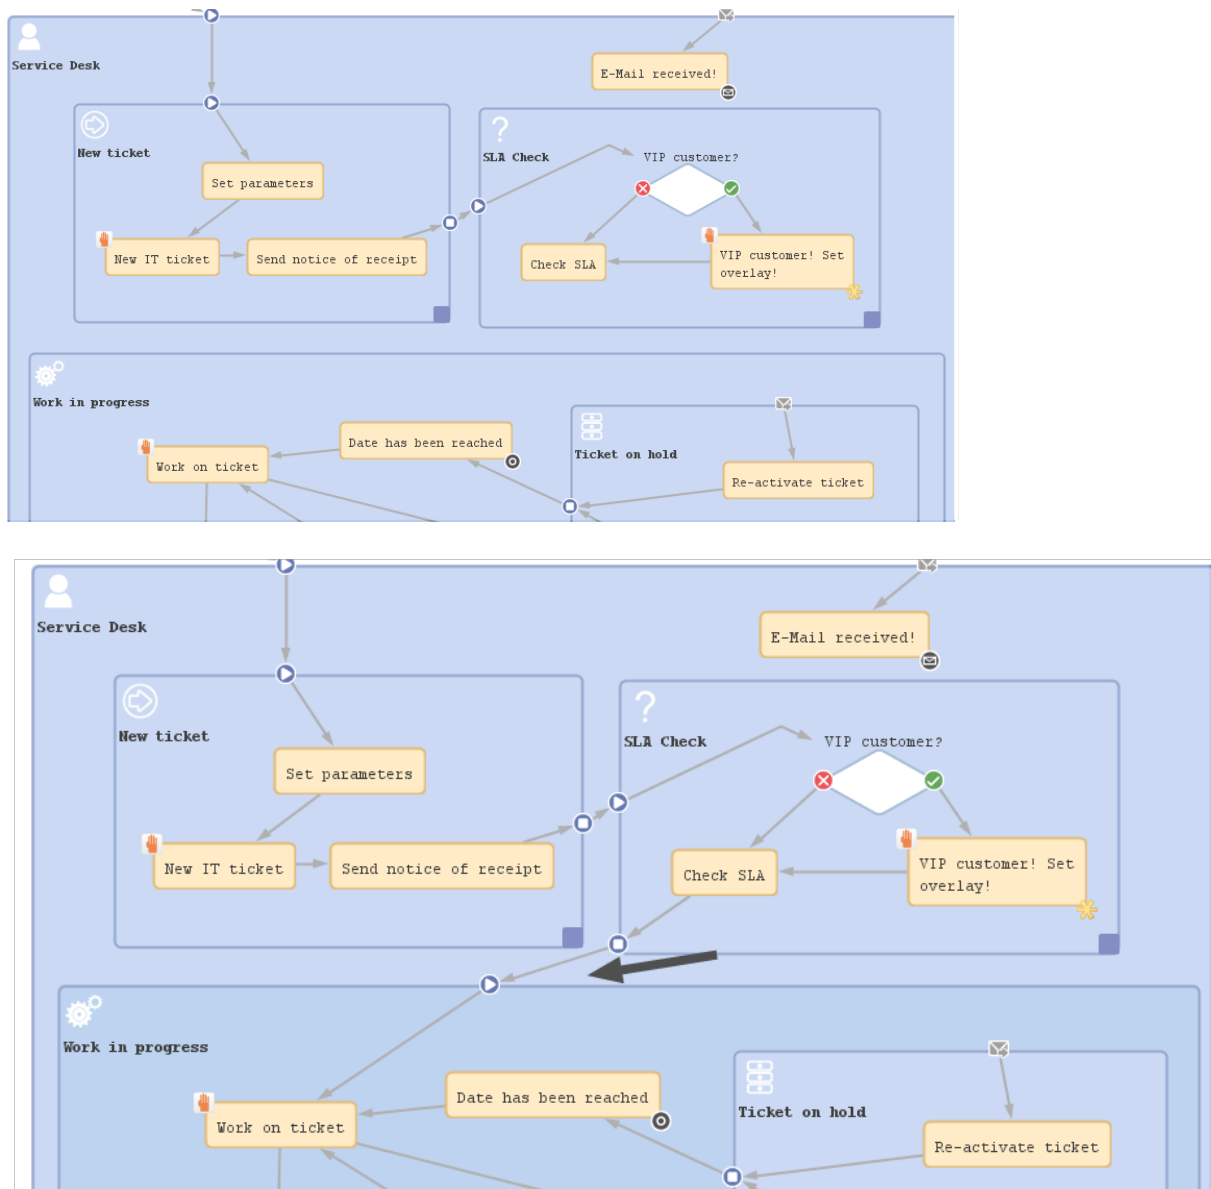 Service Desk
E-Mail received!
New ticket
SLA Check
VIP customer?
Set parameters
New IT ticket
Send notice of receipt
Check SLA
VIP customer! Set
overlay!
Work in progress
Date has been reached
Ticket on hold
Work on ticket
Re-activate ticket
Service Desk
E-Mail received!
New ticket
SLA Check
VIP customer?
Set parameters
New IT ticket
Send notice of receipt
Check SLA
VIP customer! Set
overlay!
Work in progress
Date has been reached
Ticket on hold
Work on ticket
Re-activate ticket